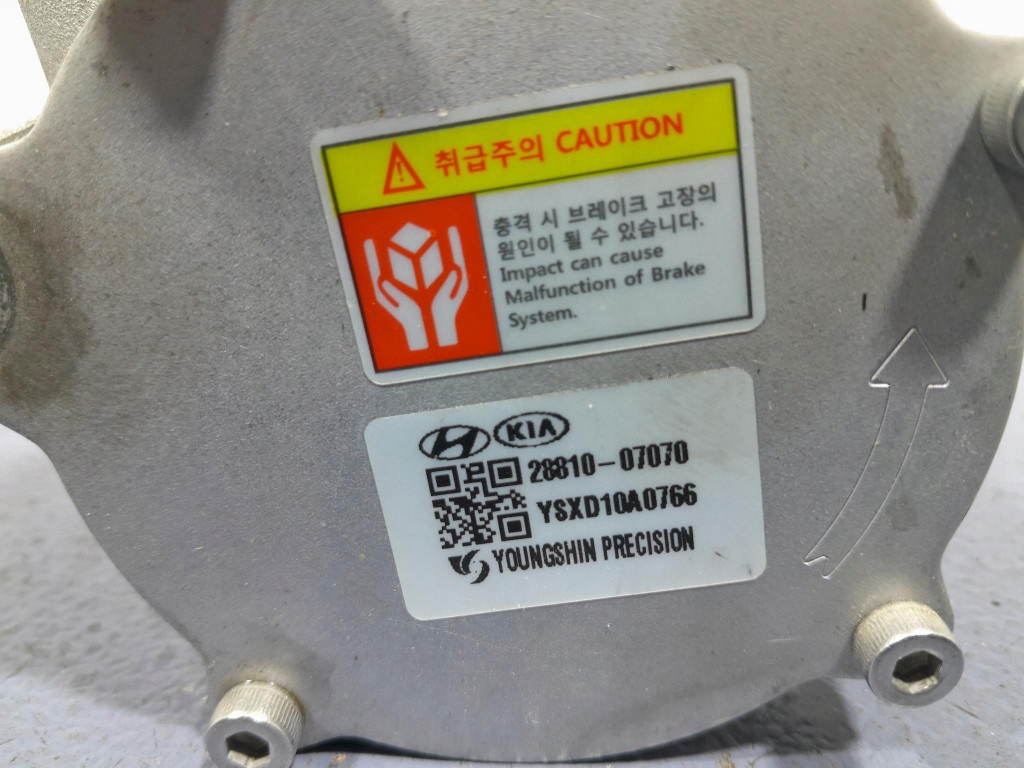 취급주의 CAUTION
충격 시 브레이크 고장의
원인이 될 수 있습니다.
Impact can cause
Malfunction of Brake
System.
KIA
28810-07070
YSXD10A0766
YOUNGSHIN PRECISION